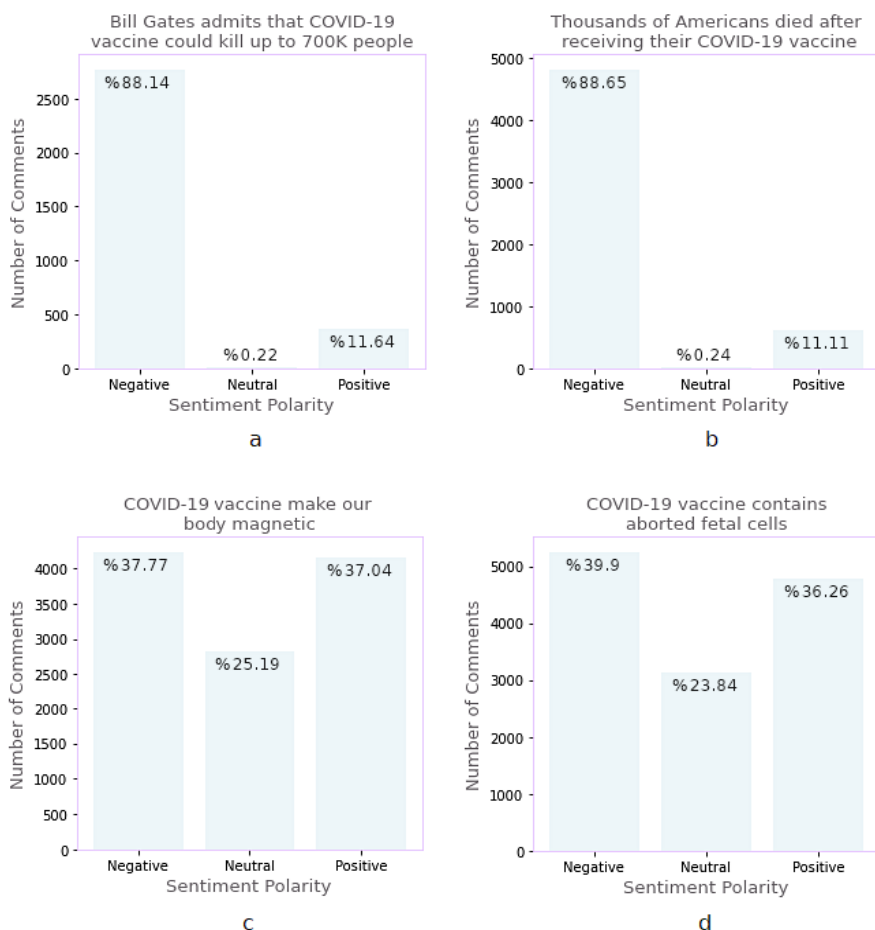 Bill Gates admits that COVID-19
vaccine could kill up to 700K people
Number of Comments
2500
2000
1500
1000
500
0
%88.14
%0.22
%11.64
Negative
Neutral
Positive
Sentiment Polarity
a
Thousands of Americans died after
receiving their COVID-19 vaccine
Number of Comments
5000
4000
3000
2000
1000
0
%88.65
%0.24
%11.11
Negative
Neutral
Positive
Sentiment Polarity
b
COVID-19 vaccine make our
body magnetic
Number of Comments
4000
3500
3000
2500
2000
1500
1000
500
0
%37.77
%25.19
%37.04
Negative
Neutral
Positive
Sentiment Polarity
c
COVID-19 vaccine contains
aborted fetal cells
Number of Comments
5000
4000
3000
2000
1000
0
%39.9
%23.84
%36.26
Negative
Neutral
Positive
Sentiment Polarity
d